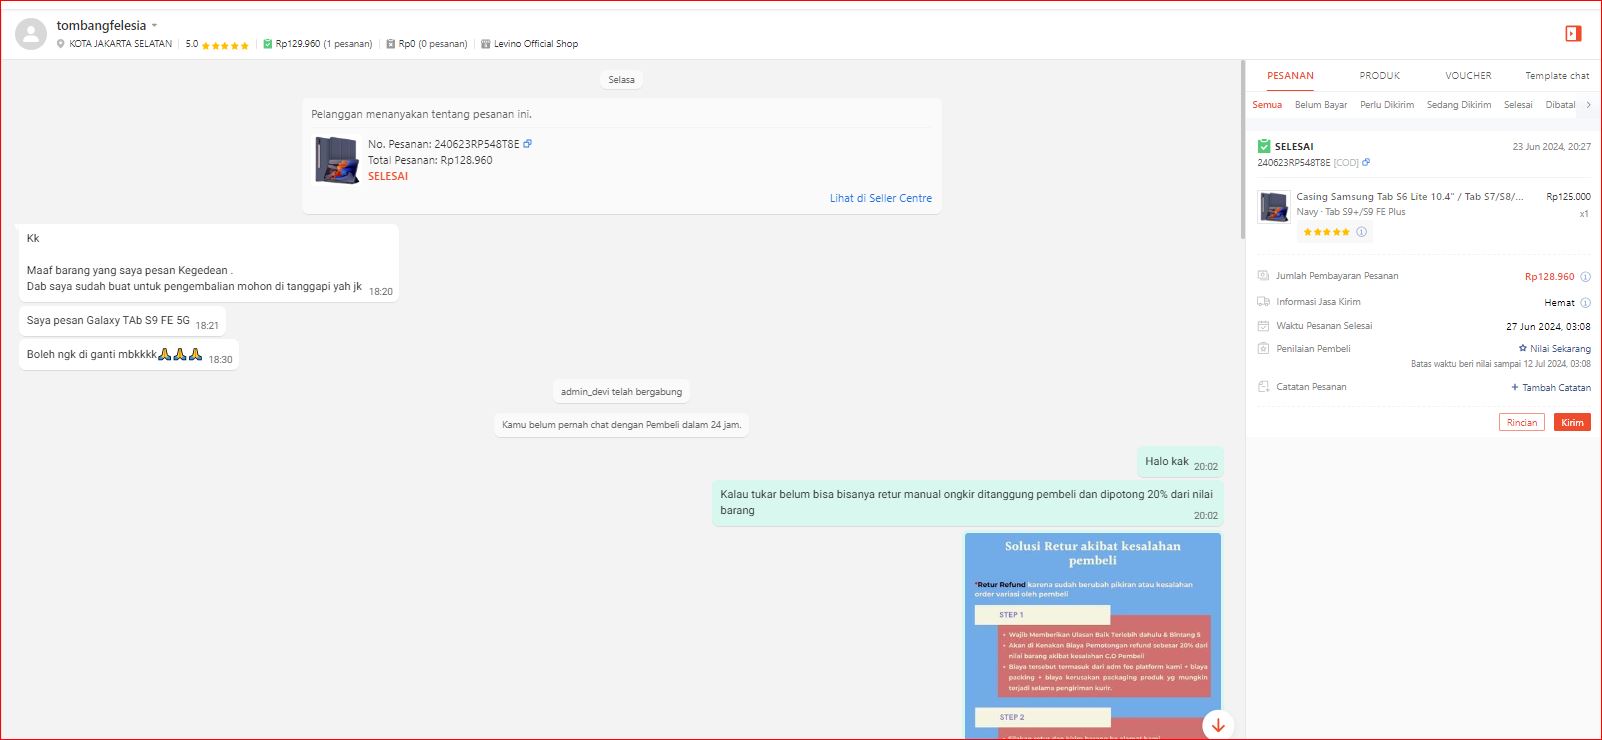 tombangfelesia
KOTA JAKARTA SELATAN
5.0
Rp129.960 (1 pesanan)
Rp0 (0 pesanan)
Levino Official Shop
Selasa
Pelanggan menanyakan tentang pesanan ini.
No. Pesanan: 240623RP548T8E
Total Pesanan: Rp128.960
SELESAI
Lihat di Seller Centre
Kk
Maaf barang yang saya pesan Kegedean .
Dab saya sudah buat untuk pengembalian mohon di tanggapi yah jk
18:20
Saya pesan Galaxy TAb S9 FE 5G
18:21
Boleh ngk di ganti mbkkkk🙏🙏🙏
18:30
admin_devi telah bergabung
Kamu belum pernah chat dengan Pembeli dalam 24 jam.
Halo kak
20:02
Kalau tukar belum bisa bisanya retur manual ongkir ditanggung pembeli dan dipotong 20% dari nilai
barang
20:02
Solusi Retur akibat kesalahan
pembeli
*Retur Refund karena sudah berubah pikiran atau kesalahan
order variasi oleh pembeli
STEP 1
• Wajib Memberikan Ulasan Baik Terlebih dahulu & Bintang 5
• Akan di Kenakan Biaya Pemotongan refund sebesar 20% dari
nilai barang akibat kesalahan C.O Pembeli
• Biaya tersebut termasuk dari adm fee platform kami + biaya
packing + biaya kerusakan packaging produk yg mungkin
terjadi selama pengiriman kurir.
STEP 2
PESANAN
PRODUK
VOUCHER
Template chat
Semua
Belum Bayar
Perlu Dikirim
Sedang Dikirim
Selesai
Dibatal
SELESAI
23 Jun 2024, 20:27
240623RP548T8E [COD]
Casing Samsung Tab S6 Lite 10.4" / Tab S7/S8/...
Rp125.000
Navy · Tab S9+/S9 FE Plus
x1
Jumlah Pembayaran Pesanan
Rp128.960
Informasi Jasa Kirim
Hemat
Waktu Pesanan Selesai
27 Jun 2024, 03:08
Penilaian Pembeli
Nilai Sekarang
Batas waktu beri nilai sampai 12 Jul 2024, 03:08
Catatan Pesanan
+ Tambah Catatan
Rincian
Kirim